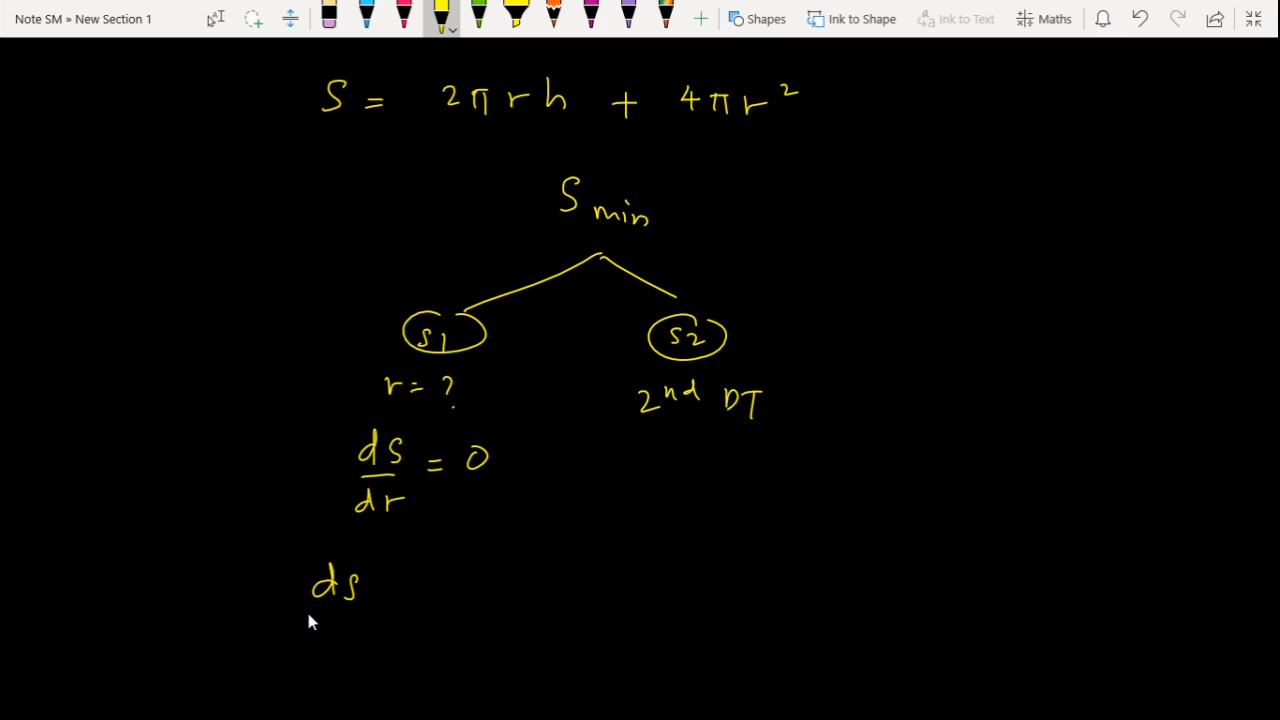 Note SM » New Section 1
Shapes
Ink to Shape
Ink to Text
Maths
S = 2πrh + 4πr²
S min
S1 S2
r = ? 2nd DT
dS/dr = 0
dS